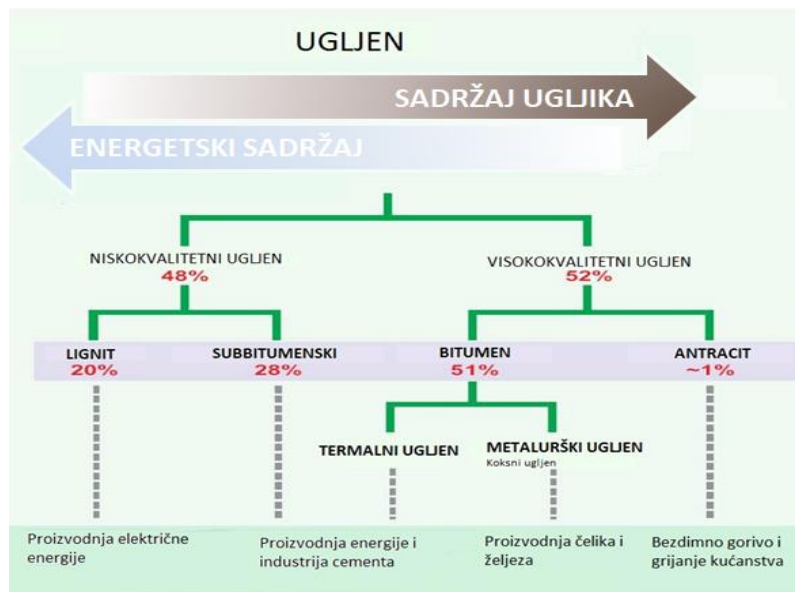 UGLJEN
SADRŽAJ UGLJIKA
ENERGETSKI SADRŽAJ
NISKOKVALITETNI UGLJEN
48%
VISOKOKVALITETNI UGLJEN
52%
LIGNIT
20%
SUBBITUMENSKI
28%
BITUMEN
51%
ANTRACIT
~1%
TERMALNI UGLJEN
METALURŠKI UGLJEN
Koksni ugljen
Proizvodnja električne
energije
Proizvodnja energije i
industrija cementa
Proizvodnja čelika i
željeza
Bezdimno gorivo i
grijanje kućanstva